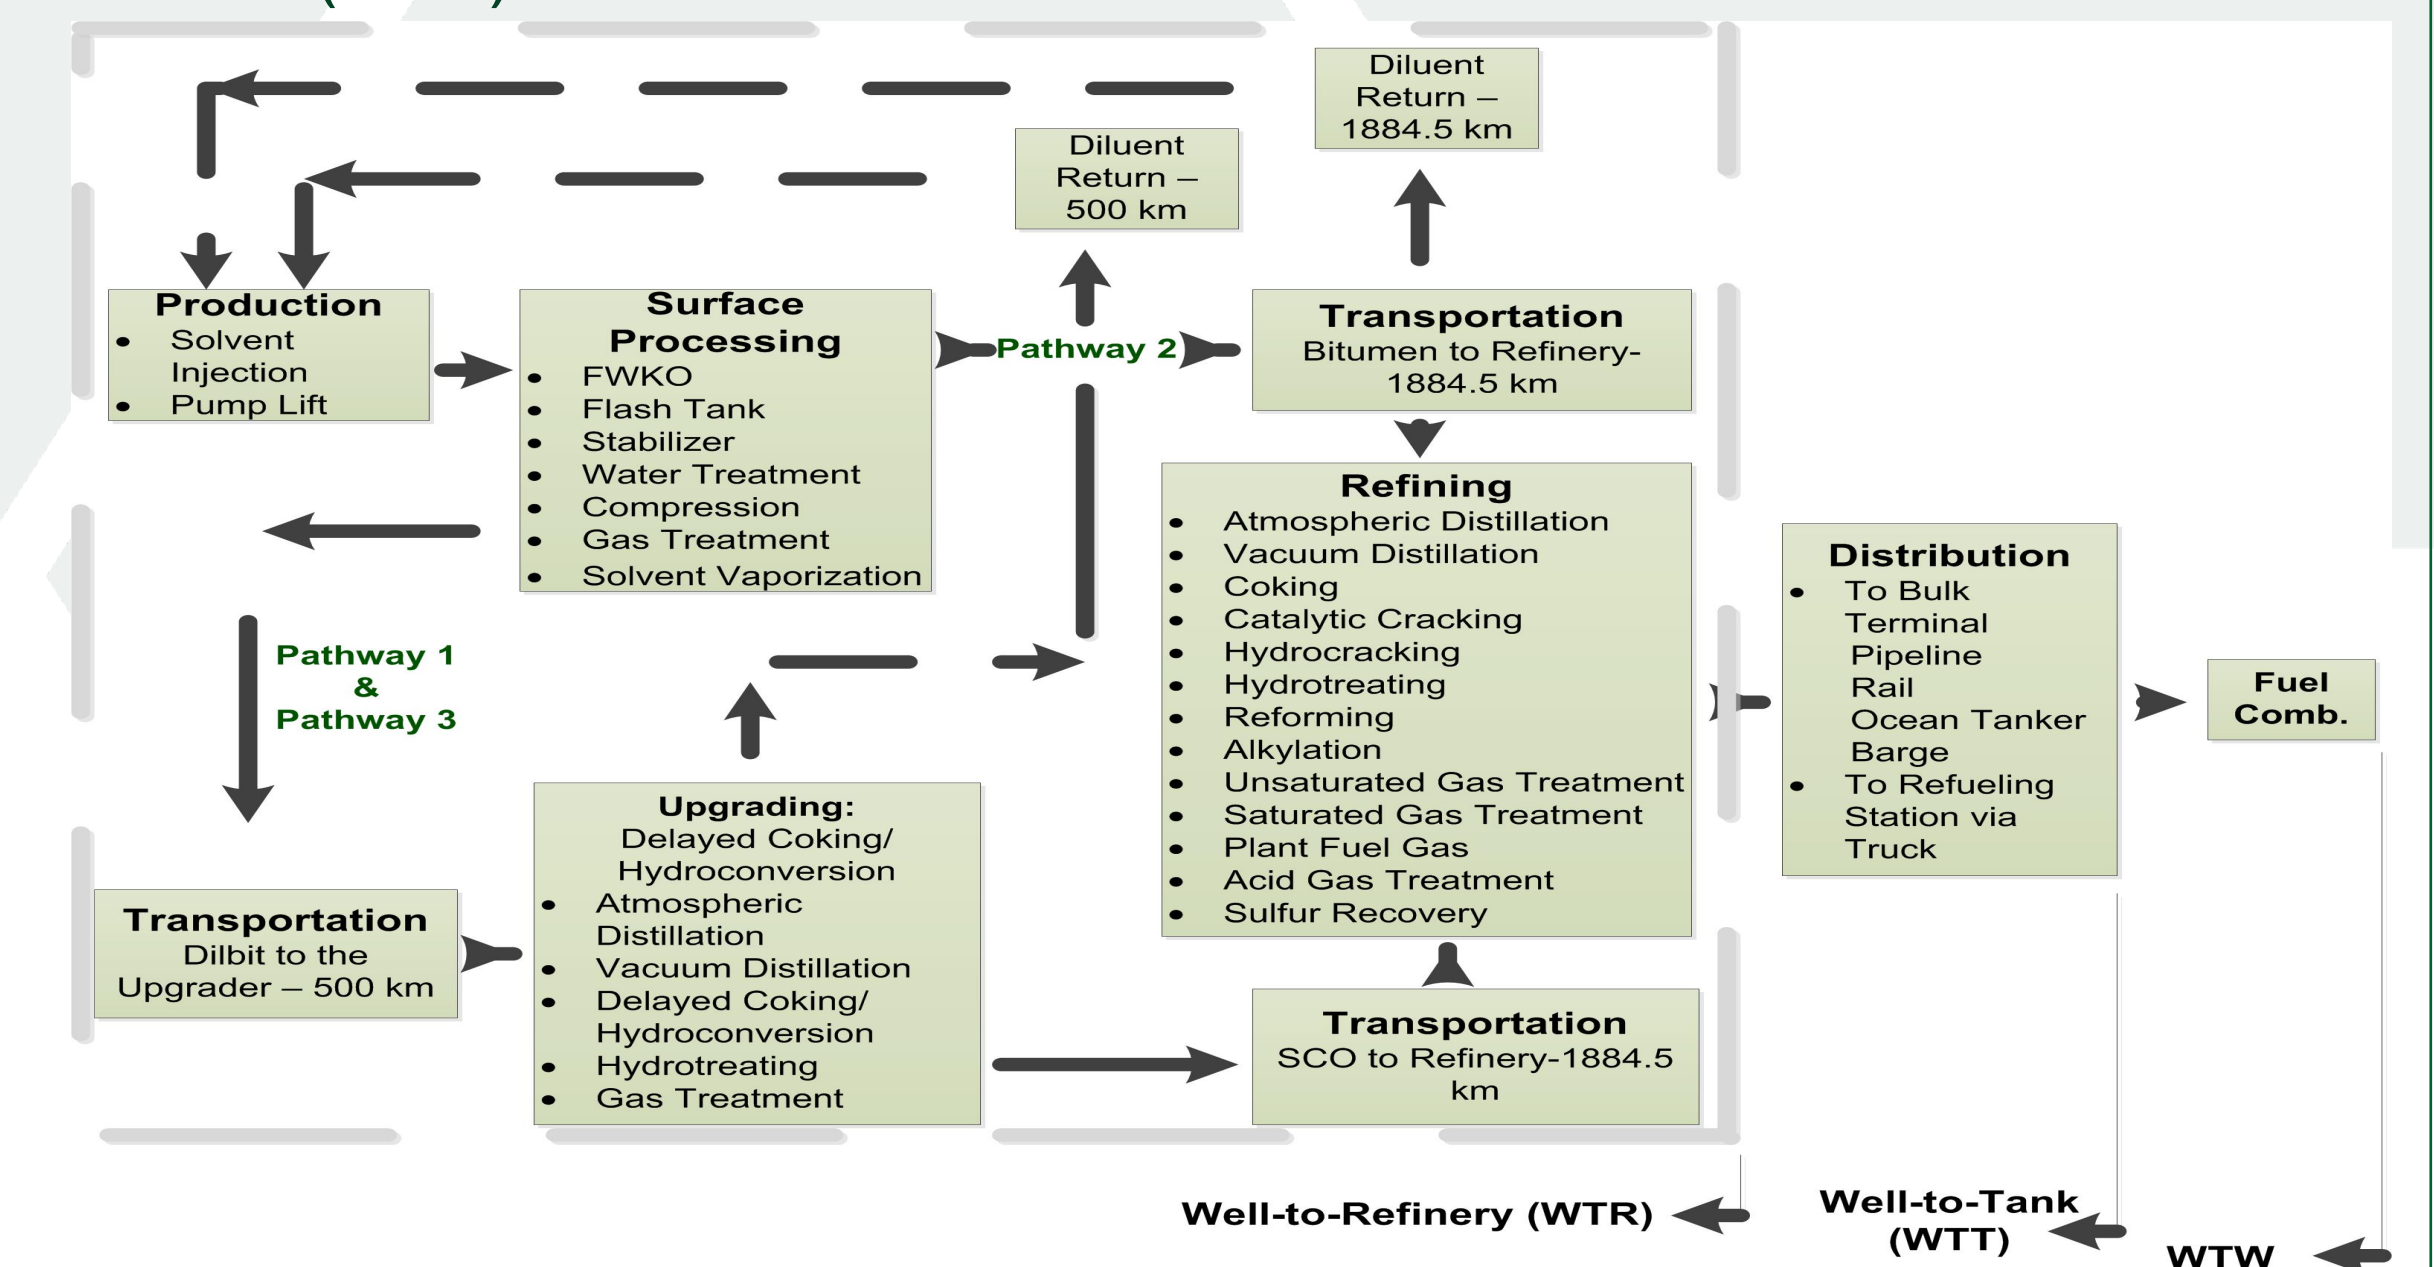 Diluent
Return –
1884.5 km
Diluent
Return –
500 km
Production
• Solvent
Injection
• Pump Lift
Surface
Processing
• FWKO
• Flash Tank
• Stabilizer
• Water Treatment
• Compression
• Gas Treatment
• Solvent Vaporization
Pathway 2
Transportation
Bitumen to Refinery-
1884.5 km
Refining
• Atmospheric Distillation
• Vacuum Distillation
• Coking
• Catalytic Cracking
• Hydrocracking
• Hydrotreating
• Reforming
• Alkylation
• Unsaturated Gas Treatment
• Saturated Gas Treatment
• Plant Fuel Gas
• Acid Gas Treatment
• Sulfur Recovery
Distribution
• To Bulk
Terminal
Pipeline
Rail
Ocean Tanker
Barge
• To Refueling
Station via
Truck
Fuel
Comb.
Pathway 1
&
Pathway 3
Transportation
Dilbit to the
Upgrader – 500 km
Upgrading:
Delayed Coking/
Hydroconversion
• Atmospheric
Distillation
• Vacuum Distillation
• Delayed Coking/
Hydroconversion
• Hydrotreating
• Gas Treatment
Transportation
SCO to Refinery-1884.5
km
Well-to-Refinery (WTR)
Well-to-Tank
(WTT)
WTW